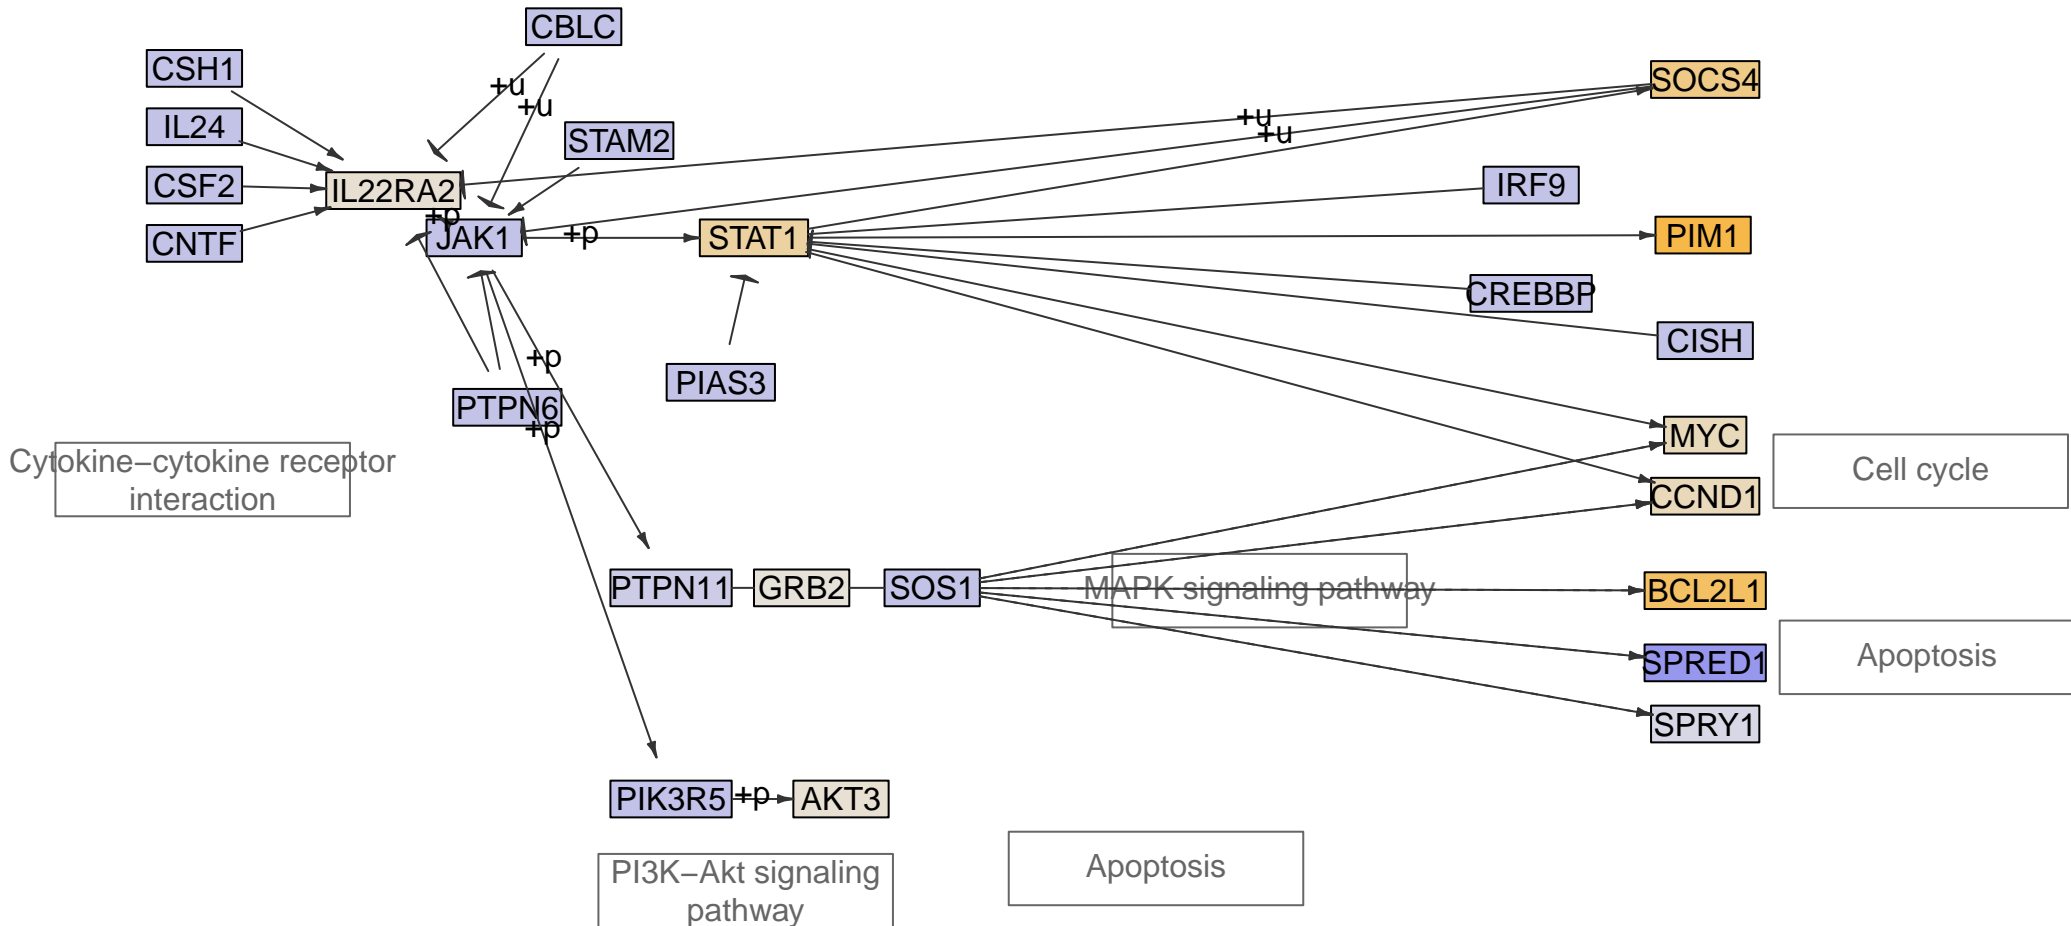 CBLC
CSH1
SOCS4
+u
+u
+u
IL24
+u
STAM2
CSF2
IL22RA2
IRF9
+p
CNTF
JAK1
+p
STAT1
PIM1
CREBBP
CISH
+p
PIAS3
PTPN6
+p
MYC
Cytokine−cytokine receptor
interaction
Cell cycle
CCND1
PTPN11
GRB2
SOS1
MAPK signaling pathway
BCL2L1
SPRED1
Apoptosis
SPRY1
PIK3R5
+p
AKT3
PI3K−Akt signaling
pathway
Apoptosis